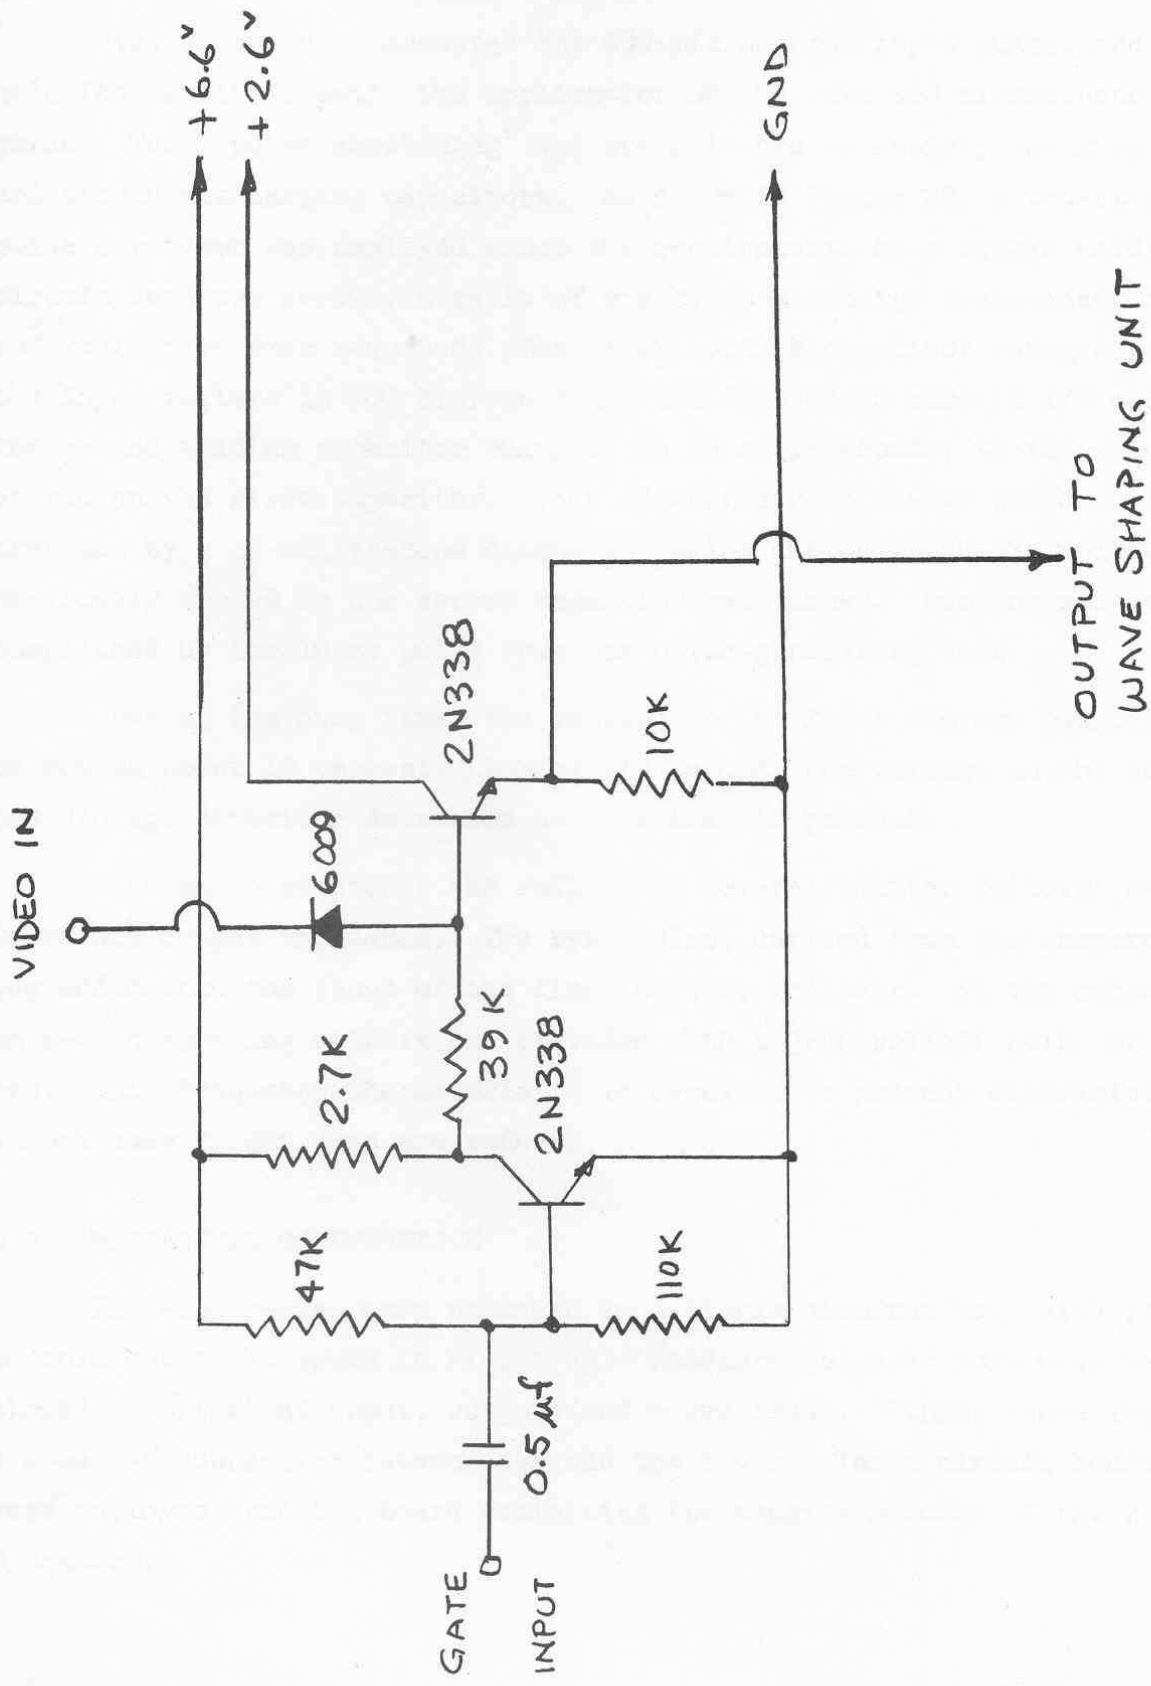 VIDEO IN
+6.6V
+2.6V
47K
2.7K
6009
39K
2N338
2N338
GATE
INPUT
0.5 µf
110K
10K
GND
OUTPUT TO
WAVE SHAPING UNIT